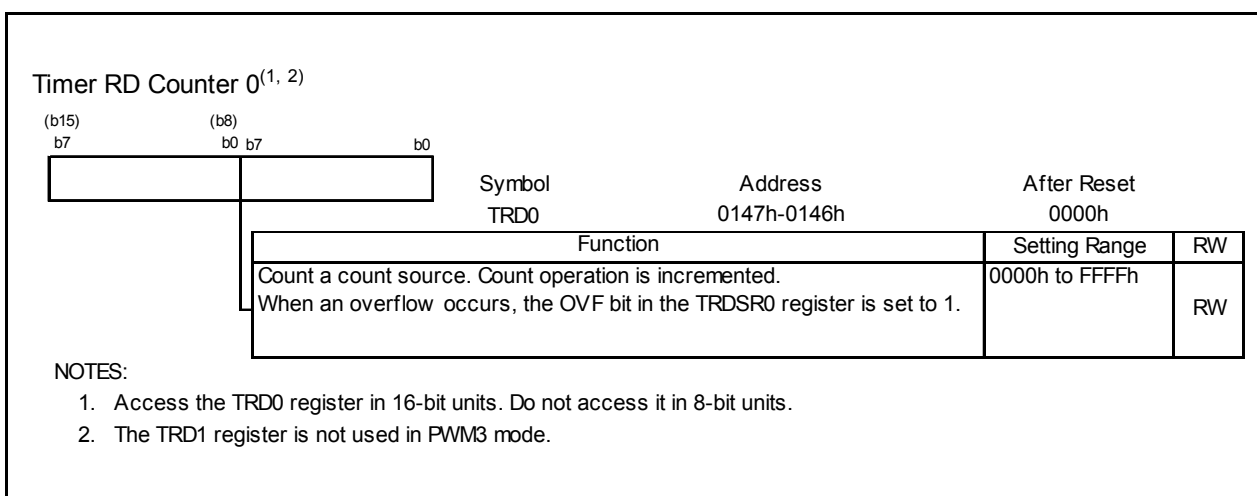 Timer RD Counter 0(1, 2)
(b15) (b8)
b7 b0 b7 b0
Symbol Address After Reset
TRD0 0147h-0146h 0000h
Function Setting Range RW
Count a count source. Count operation is incremented. 0000h to FFFFh
When an overflow occurs, the OVF bit in the TRDSR0 register is set to 1. RW
NOTES:
1. Access the TRD0 register in 16-bit units. Do not access it in 8-bit units.
2. The TRD1 register is not used in PWM3 mode.